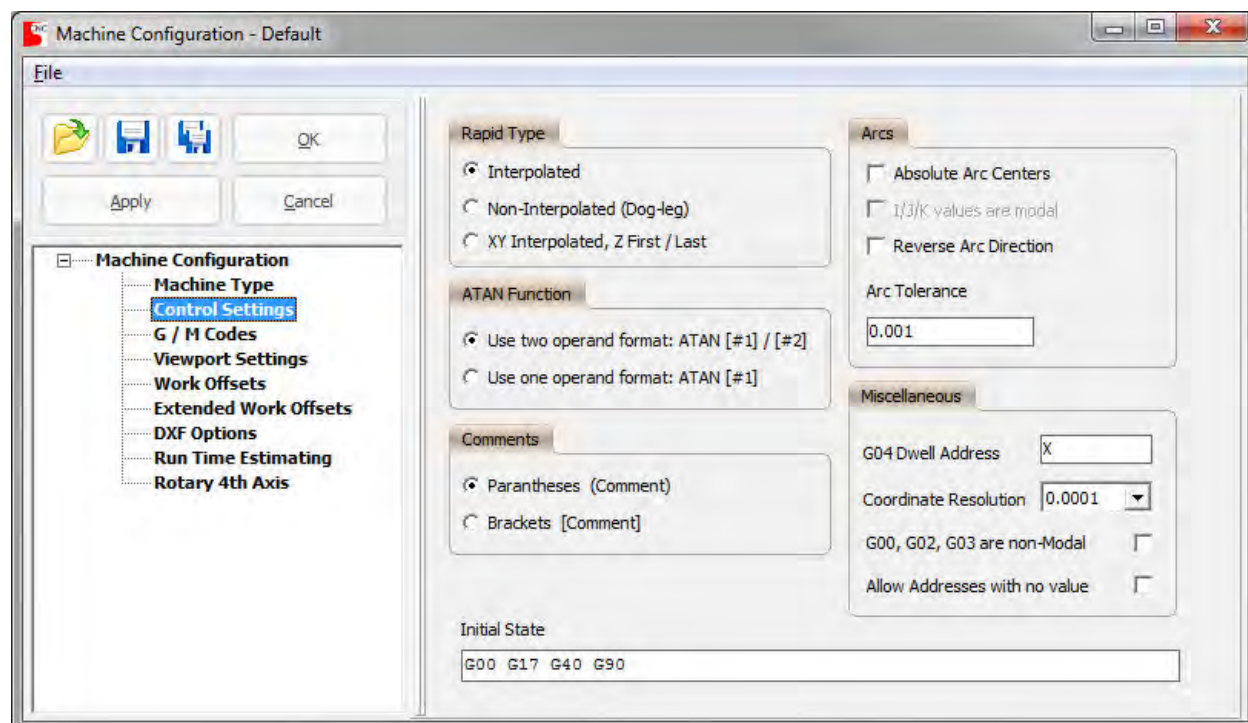 CNC
Machine Configuration - Default
File
OK
Apply
Cancel
Machine Configuration
Machine Type
Control Settings
G / M Codes
Viewport Settings
Work Offsets
Extended Work Offsets
DXF Options
Run Time Estimating
Rotary 4th Axis
Rapid Type
Interpolated
Non-Interpolated (Dog-leg)
XY Interpolated, Z First / Last
ATAN Function
Use two operand format: ATAN [#1] / [#2]
Use one operand format: ATAN [#1]
Comments
Parantheses (Comment)
Brackets [Comment]
Arcs
Absolute Arc Centers
I/J/K values are modal
Reverse Arc Direction
Arc Tolerance
0.001
Miscellaneous
G04 Dwell Address X
Coordinate Resolution 0.0001
G00, G02, G03 are non-Modal
Allow Addresses with no value
Initial State
G00 G17 G40 G90